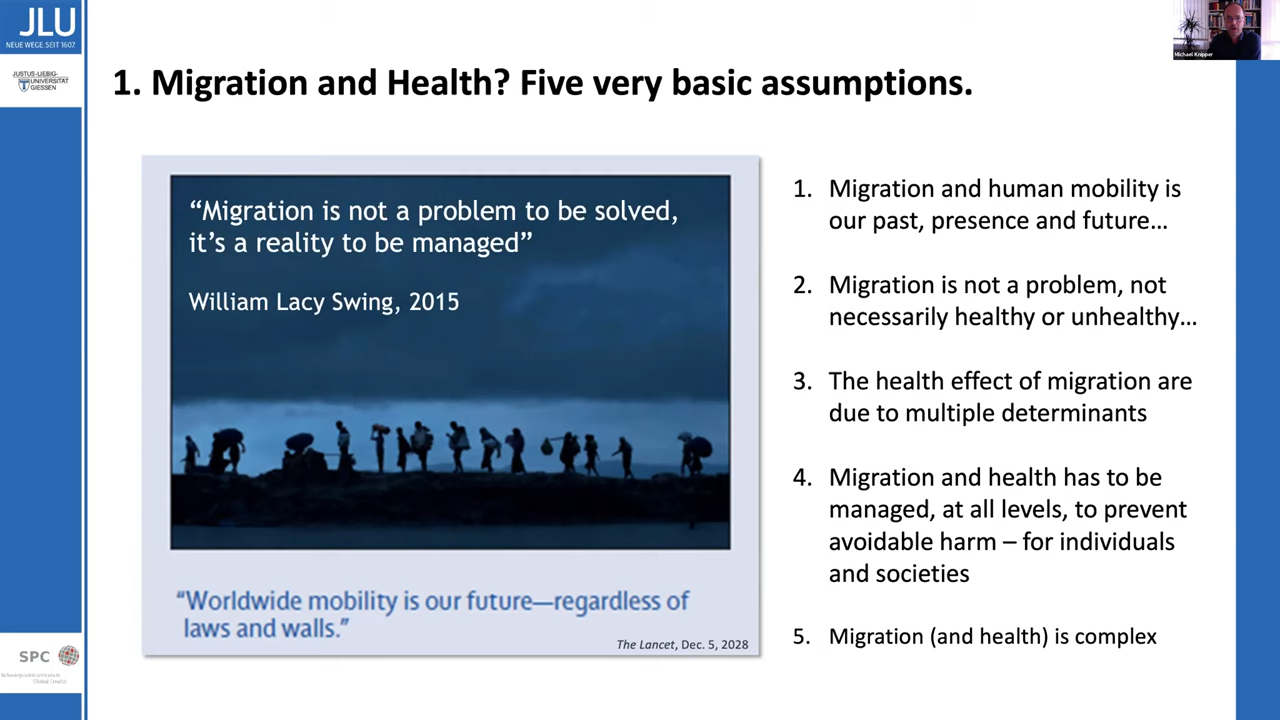 JLU
NEUE WEGE SEIT 1607
JUSTUS-LIEBIG-
UNIVERSITÄT
GIESSEN
Michael Knipper
1. Migration and Health? Five very basic assumptions.
“Migration is not a problem to be solved,
it’s a reality to be managed”
William Lacy Swing, 2015
“Worldwide mobility is our future—regardless of
laws and walls.”
The Lancet, Dec. 5, 2028
1. Migration and human mobility is
our past, presence and future…
2. Migration is not a problem, not
necessarily healthy or unhealthy…
3. The health effect of migration are
due to multiple determinants
4. Migration and health has to be
managed, at all levels, to prevent
avoidable harm – for individuals
and societies
5. Migration (and health) is complex
SPC
Schwerpunktcurriculum
Global Health